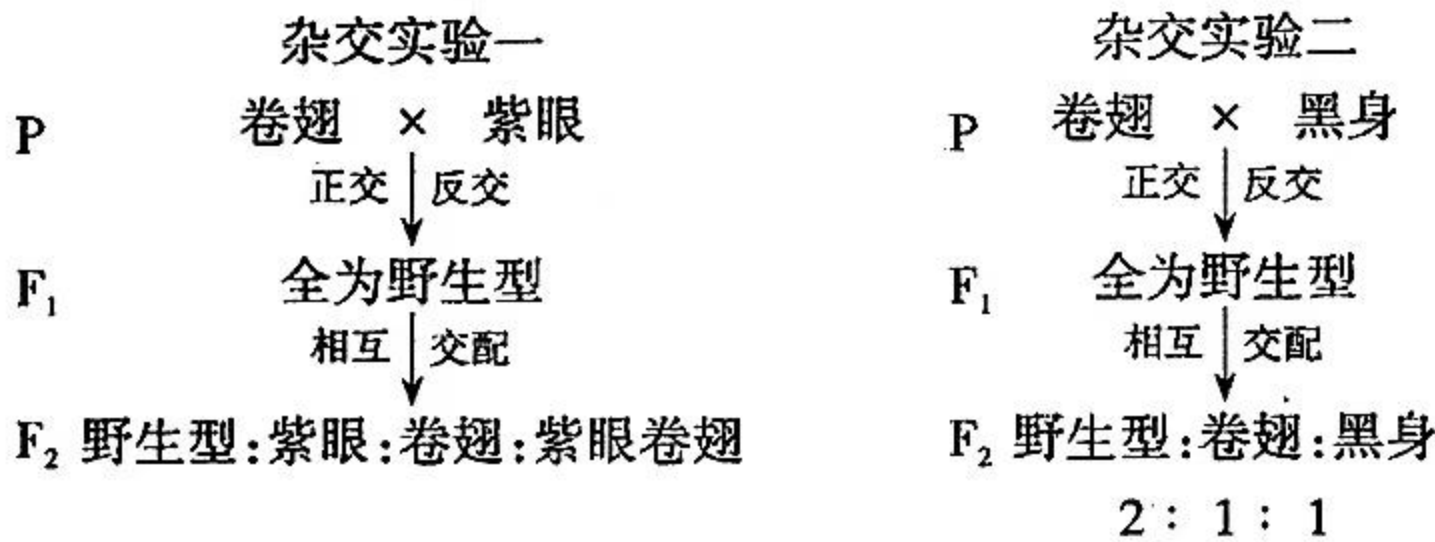 杂交实验一
P 卷翅 × 紫眼
正交 反交
F₁ 全为野生型
相互 交配
F₂ 野生型:紫眼:卷翅:紫眼卷翅
杂交实验二
P 卷翅 × 黑身
正交 反交
F₁ 全为野生型
相互 交配
F₂ 野生型:卷翅:黑身
2 : 1 : 1